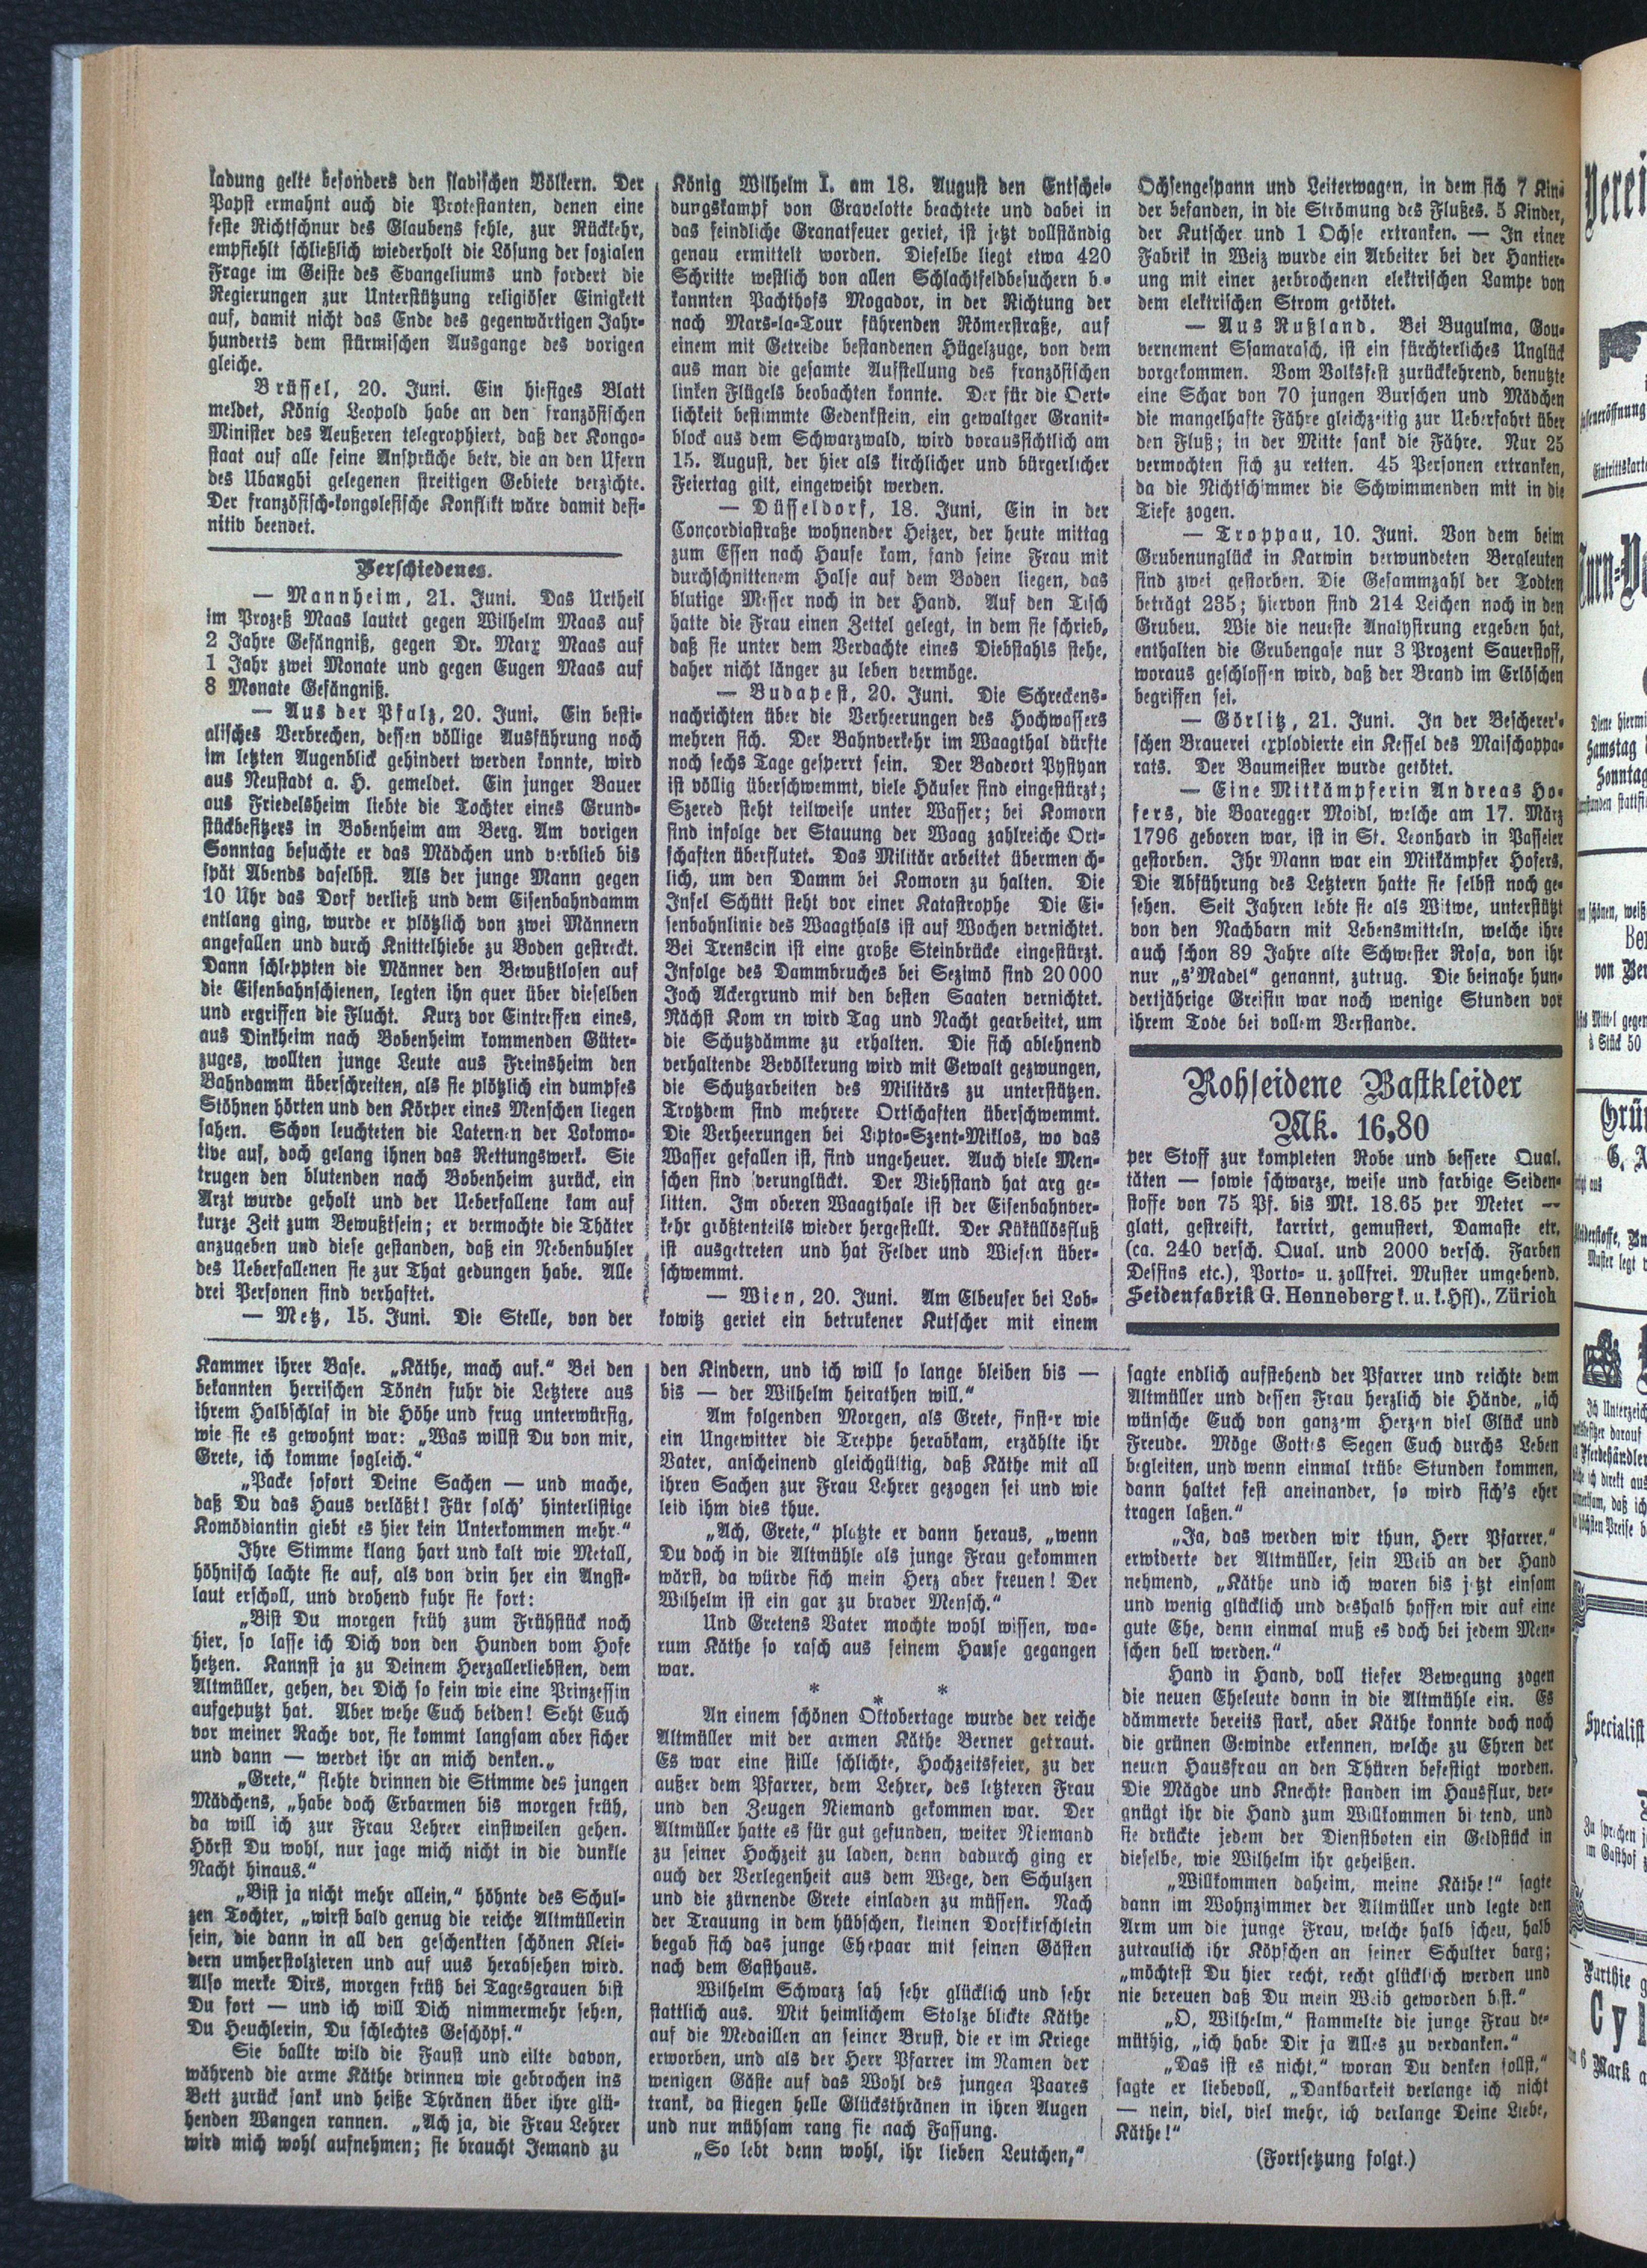 ladung gelte besonders den slavischen Völkern. Der
Papst ermahnt auch die Protestanten, denen eine
feste Richtschnur des Glaubens fehle, zur Rückkehr,
empfiehlt schließlich wiederholt die Lösung der sozialen
Frage im Geiste des Evangeliums und fordert die
Regierungen zur Unterstützung religiöser Einigkett
auf, damit nicht das Ende des gegenwärtigen Jahr-
hunderts dem stürmischen Ausgange des vorigen
gleiche.
Brüssel, 20. Juni. Ein hiesiges Blatt
meldet, König Leopold habe an den französischen
Minister des Aeußeren telegraphiert, daß der Kongo-
staat auf alle seine Ansprüche betr. die an den Ufern
des Ubanghi gelegenen streitigen Gebiete verzichte.
Der französisch-kongolesische Konflikt wäre damit defi-
nitiv beendet.
Verschiedenes.
— Mannheim, 21. Juni. Das Urtheil
im Prozeß Maas lautet gegen Wilhelm Maas auf
2 Jahre Gefängniß, gegen Dr. Marx Maas auf
1 Jahr zwei Monate und gegen Eugen Maas auf
8 Monate Gefängniß.
— Aus der Pfalz, 20. Juni. Ein besti-
alisches Verbrechen, dessen völlige Ausführung noch
im letzten Augenblick gehindert werden konnte, wird
aus Neustadt a. H. gemeldet. Ein junger Bauer
aus Friedelsheim liebte die Tochter eines Grund-
stückbesitzers in Bobenheim am Berg. Am vorigen
Sonntag besuchte er das Mädchen und verblieb bis
spät Abends daselbst. Als der junge Mann gegen
10 Uhr das Dorf verließ und dem Eisenbahndamm
entlang ging, wurde er plötzlich von zwei Männern
angefallen und durch Knittelhiebe zu Boden gestreckt.
Dann schleppten die Männer den Bewußtlosen auf
die Eisenbahnschienen, legten ihn quer über dieselben
und ergriffen die Flucht. Kurz vor Eintreffen eines,
aus Dinkheim nach Bobenheim kommenden Güter-
zuges, wollten junge Leute aus Freinsheim den
Bahndamm überschreiten, als sie plötzlich ein dumpfes
Stöhnen hörten und den Körper eines Menschen liegen
sahen. Schon leuchteten die Laternen der Lokomo-
tive auf, doch gelang ihnen das Rettungswerk. Sie
trugen den blutenden nach Bobenheim zurück, ein
Arzt wurde geholt und der Ueberfallene kam auf
kurze Zeit zum Bewußtsein; er vermochte die Thäter
anzugeben und diese gestanden, daß ein Nebenbuhler
des Ueberfallenen sie zur That gedungen habe. Alle
drei Personen sind verhaftet.
— Metz, 15. Juni. Die Stelle, von der
König Wilhelm I. am 18. August den Entschei-
dungskampf von Gravelotte beachtete und dabei in
das feindliche Granatfeuer geriet, ist jetzt vollständig
genau ermittelt worden. Dieselbe liegt etwa 420
Schritte westlich von allen Schlachtfeldbesuchern b.-
kannten Pachthofs Mogador, in der Richtung der
nach Mars-la-Tour führenden Römerstraße, auf
einem mit Getreide bestandenen Hügelzuge, von dem
aus man die gesamte Aufstellung des französischen
linken Flügels beobachten konnte. Der für die Oert-
lichkeit bestimmte Gedenkstein, ein gewaltger Granit-
block aus dem Schwarzwald, wird voraussichtlich am
15. August, der hier als kirchlicher und bürgerlicher
Feiertag gilt, eingeweiht werden.
— Düsseldorf, 18. Juni, Ein in der
Concordiastraße wohnender Heizer, der heute mittag
zum Essen nach Hause kam, fand seine Frau mit
durchschnittenem Halse auf dem Boden liegen, das
blutige Messer noch in der Hand. Auf den Tisch
hatte die Frau einen Zettel gelegt, in dem sie schrieb,
daß sie unter dem Verdachte eines Diebstahls stehe,
daher nicht länger zu leben vermöge.
— Budapest, 20. Juni. Die Schreckens-
nachrichten über die Verheerungen des Hochwassers
mehren sich. Der Bahnverkehr im Waagthal dürfte
noch sechs Tage gesperrt sein. Der Badeort Pystyan
ist völlig überschwemmt, viele Häuser sind eingestürzt;
Szered steht teilweise unter Wasser; bei Komorn
sind infolge der Stauung der Waag zahlreiche Ort-
schaften überflutet. Das Militär arbeitet übermen ch-
lich, um den Damm bei Komorn zu halten. Die
Insel Schütt steht vor einer Katastrophe Die Ei-
senbahnlinie des Waagthals ist auf Wochen vernichtet.
Bei Trenscin ist eine große Steinbrücke eingestürzt.
Infolge des Dammbruches bei Sezimö sind 20 000
Joch Ackergrund mit den besten Saaten vernichtet.
Nächst Kom rn wird Tag und Nacht gearbeitet, um
die Schutzdämme zu erhalten. Die sich ablehnend
verhaltende Bevölkerung wird mit Gewalt gezwungen,
die Schutzarbeiten des Militärs zu unterstützen.
Trotzdem sind mehrere Ortschaften überschwemmt.
Die Verheerungen bei Lipto-Szent-Miklos, wo das
Wasser gefallen ist, sind ungeheuer. Auch viele Men-
schen sind verunglückt. Der Viehstand hat arg ge-
litten. Im oberen Waagthale ist der Eisenbahnver-
kehr größtenteils wieder hergestellt. Der Küküllösfluß
ist ausgetreten und hat Felder und Wiesen über-
schwemmt.
— Wien, 20. Juni. Am Elbeufer bei Lob-
kowitz geriet ein betrukener Kutscher mit einem
Ochsengespann und Leiterwagen, in dem sich 7 Kin-
der befanden, in die Strömung des Flußes. 5 Kinder,
der Kutscher und 1 Ochse ertranken. — In einer
Fabrik in Weiz wurde ein Arbeiter bei der Hantier-
ung mit einer zerbrochenen elektrischen Lampe von
dem elektrischen Strom getötet.
— Aus Rußland. Bei Bugulma, Gou-
vernement Ssamarasch, ist ein fürchterliches Unglück
vorgekommen. Vom Volksfest zurückkehrend, benutzte
eine Schar von 70 jungen Burschen und Mädchen
die mangelhafte Fähre gleichzeitig zur Ueberfahrt über
den Fluß; in der Mitte sank die Fähre. Nur 25
vermochten sich zu retten. 45 Personen ertranken,
da die Nichtschimmer die Schwimmenden mit in die
Tiefe zogen.
— Troppau, 10. Juni. Von dem beim
Grubenunglück in Karwin verwundeten Bergleuten
sind zwei gestorben. Die Gesammzahl der Todten
beträgt 235; hiervon sind 214 Leichen noch in den
Gruben. Wie die neueste Analysirung ergeben hat,
enthalten die Grubengase nur 3 Prozent Sauerstoff,
woraus geschlossen wird, daß der Brand im Erlöschen
begriffen sei.
— Görlitz, 21. Juni. In der Bescherer'-
schen Brauerei explodierte ein Kessel des Maischappa-
rats. Der Baumeister wurde getötet.
— Eine Mitkämpferin Andreas Ho-
fers, die Boaregger Moidl, welche am 17. März
1796 geboren war, ist in St. Leonhard in Passeier
gestorben. Ihr Mann war ein Mitkämpfer Hofers.
Die Abführung des Letztern hatte sie selbst noch ge-
sehen. Seit Jahren lebte sie als Witwe, unterstützt
von den Nachbarn mit Lebensmitteln, welche ihre
auch schon 89 Jahre alte Schwester Rosa, von ihr
nur „s'Madel“ genannt, zutrug. Die beinahe hun-
dertjährige Greisin war noch wenige Stunden vor
ihrem Tode bei vollem Verstande.
Rohseidene Bastkleider
Mk. 16,80
per Stoff zur kompleten Robe und bessere Qual.
täten — sowie schwarze, weise und farbige Seiden-
stoffe von 75 Pf. bis Mk. 18.65 per Meter —
glatt, gestreift, karrirt, gemustert, Damaste etc.
(ca. 240 versch. Qual. und 2000 versch. Farben
Dessins etc.), Porto- u. zollfrei. Muster umgehend.
Seidenfabrik G. Henneberg k. u. k. Hfl)., Zürich
Kammer ihrer Base. „Käthe, mach auf.“ Bei den
bekannten herrischen Tönen fuhr die Letztere aus
ihrem Halbschlaf in die Höhe und frug unterwürfig,
wie sie es gewohnt war: „Was willst Du von mir,
Grete, ich komme sogleich.“
„Packe sofort Deine Sachen — und mache,
daß Du das Haus verläßt! Für solch' hinterlistige
Komödiantin giebt es hier kein Unterkommen mehr.“
Ihre Stimme klang hart und kalt wie Metall,
höhnisch lachte sie auf, als von drin her ein Angst-
laut erscholl, und drohend fuhr sie fort:
„Bist Du morgen früh zum Frühstück noch
hier, so lasse ich Dich von den Hunden vom Hofe
hetzen. Kannst ja zu Deinem Herzallerliebsten, dem
Altmüller, gehen, der Dich so fein wie eine Prinzessin
aufgeputzt hat. Aber wehe Euch beiden! Seht Euch
vor meiner Rache vor, sie kommt langsam aber sicher
und dann — werdet ihr an mich denken.„
„Grete,“ flehte drinnen die Stimme des jungen
Mädchens, „habe doch Erbarmen bis morgen früh,
da will ich zur Frau Lehrer einstweilen gehen.
Hörst Du wohl, nur jage mich nicht in die dunkle
Nacht hinaus.“
„Bist ja nicht mehr allein,“ höhnte des Schul-
zen Tochter, „wirst bald genug die reiche Altmüllerin
sein, die dann in all den geschenkten schönen Klei-
dern umherstolzieren und auf uus herabsehen wird.
Also merke Dirs, morgen früh bei Tagesgrauen bist
Du fort — und ich will Dich nimmermehr sehen,
Du Heuchlerin, Du schlechtes Geschöpf.“
Sie ballte wild die Faust und eilte davon,
während die arme Käthe drinnen wie gebrochen ins
Bett zurück sank und heiße Thränen über ihre glü-
henden Wangen rannen. „Ach ja, die Frau Lehrer
wird mich wohl aufnehmen; sie braucht Jemand zu
den Kindern, und ich will so lange bleiben bis —
bis — der Wilhelm heirathen will.“
Am folgenden Morgen, als Grete, finster wie
ein Ungewitter die Treppe herabkam, erzählte ihr
Vater, anscheinend gleichgültig, daß Käthe mit all
ihren Sachen zur Frau Lehrer gezogen sei und wie
leid ihm dies thue.
„Ach, Grete,“ platzte er dann heraus, „wenn
Du doch in die Altmühle als junge Frau gekommen
wärst, da würde sich mein Herz aber freuen! Der
Wilhelm ist ein gar zu braver Mensch.“
Und Gretens Vater mochte wohl wissen, wa-
rum Käthe so rasch aus seinem Hause gegangen
war.
* * *
An einem schönen Oktobertage wurde der reiche
Altmüller mit der armen Käthe Berner getraut.
Es war eine stille schlichte, Hochzeitsfeier, zu der
außer dem Pfarrer, dem Lehrer, des letzteren Frau
und den Zeugen Niemand gekommen war. Der
Altmüller hatte es für gut gefunden, weiter Niemand
zu seiner Hochzeit zu laden, denn dadurch ging er
auch der Verlegenheit aus dem Wege, den Schulzen
und die zürnende Grete einladen zu müssen. Nach
der Trauung in dem hübschen, kleinen Dorfkirschlein
begab sich das junge Ehepaar mit seinen Gästen
nach dem Gasthaus.
Wilhelm Schwarz sah sehr glücklich und sehr
stattlich aus. Mit heimlichem Stolze blickte Käthe
auf die Medaillen an seiner Brust, die er im Kriege
erworben, und als der Herr Pfarrer im Namen der
wenigen Gäste auf das Wohl des jungen Paares
trank, da stiegen helle Glücksthränen in ihren Augen
und nur mühsam rang sie nach Fassung.
„So lebt denn wohl, ihr lieben Leutchen,“
sagte endlich aufstehend der Pfarrer und reichte dem
Altmüller und dessen Frau herzlich die Hände, „ich
wünsche Euch von ganzem Herzen viel Glück und
Freude. Möge Gottes Segen Euch durchs Leben
begleiten, und wenn einmal trübe Stunden kommen,
dann haltet fest aneinander, so wird sich's eher
tragen laßen.“
„Ja, das werden wir thun, Herr Pfarrer,“
erwiderte der Altmüller, sein Weib an der Hand
nehmend, „Käthe und ich waren bis jetzt einsam
und wenig glücklich und deshalb hoffen wir auf eine
gute Ehe, denn einmal muß es doch bei jedem Men-
schen hell werden.“
Hand in Hand, voll tiefer Bewegung zogen
die neuen Eheleute dann in die Altmühle ein. Es
dämmerte bereits stark, aber Käthe konnte doch noch
die grünen Gewinde erkennen, welche zu Ehren der
neuen Hausfrau an den Thüren befestigt worden.
Die Mägde und Knechte standen im Hausflur, ver-
gnügt ihr die Hand zum Willkommen bi tend, und
sie drückte jedem der Dienstboten ein Geldstück in
dieselbe, wie Wilhelm ihr geheißen.
„Willkommen daheim, meine Käthe!“ sagte
dann im Wohnzimmer der Altmüller und legte den
Arm um die junge Frau, welche halb scheu, halb
zutraulich ihr Köpfchen an seiner Schulter barg;
„möchtest Du hier recht, recht glücklich werden und
nie bereuen daß Du mein Weib geworden bist.“
„O, Wilhelm,“ stammelte die junge Frau de-
müthig, „ich habe Dir ja Alles zu verdanken.“
„Das ist es nicht,“ woran Du denken sollst,“
sagte er liebevoll, „Dankbarkeit verlange ich nicht
— nein, viel, viel mehr, ich verlange Deine Liebe,
Käthe!“
(Fortsetzung folgt.)
Samstag
Sonntag
von
à Stück 50
Specialist
im Gasthof
Parthie
6 Mark